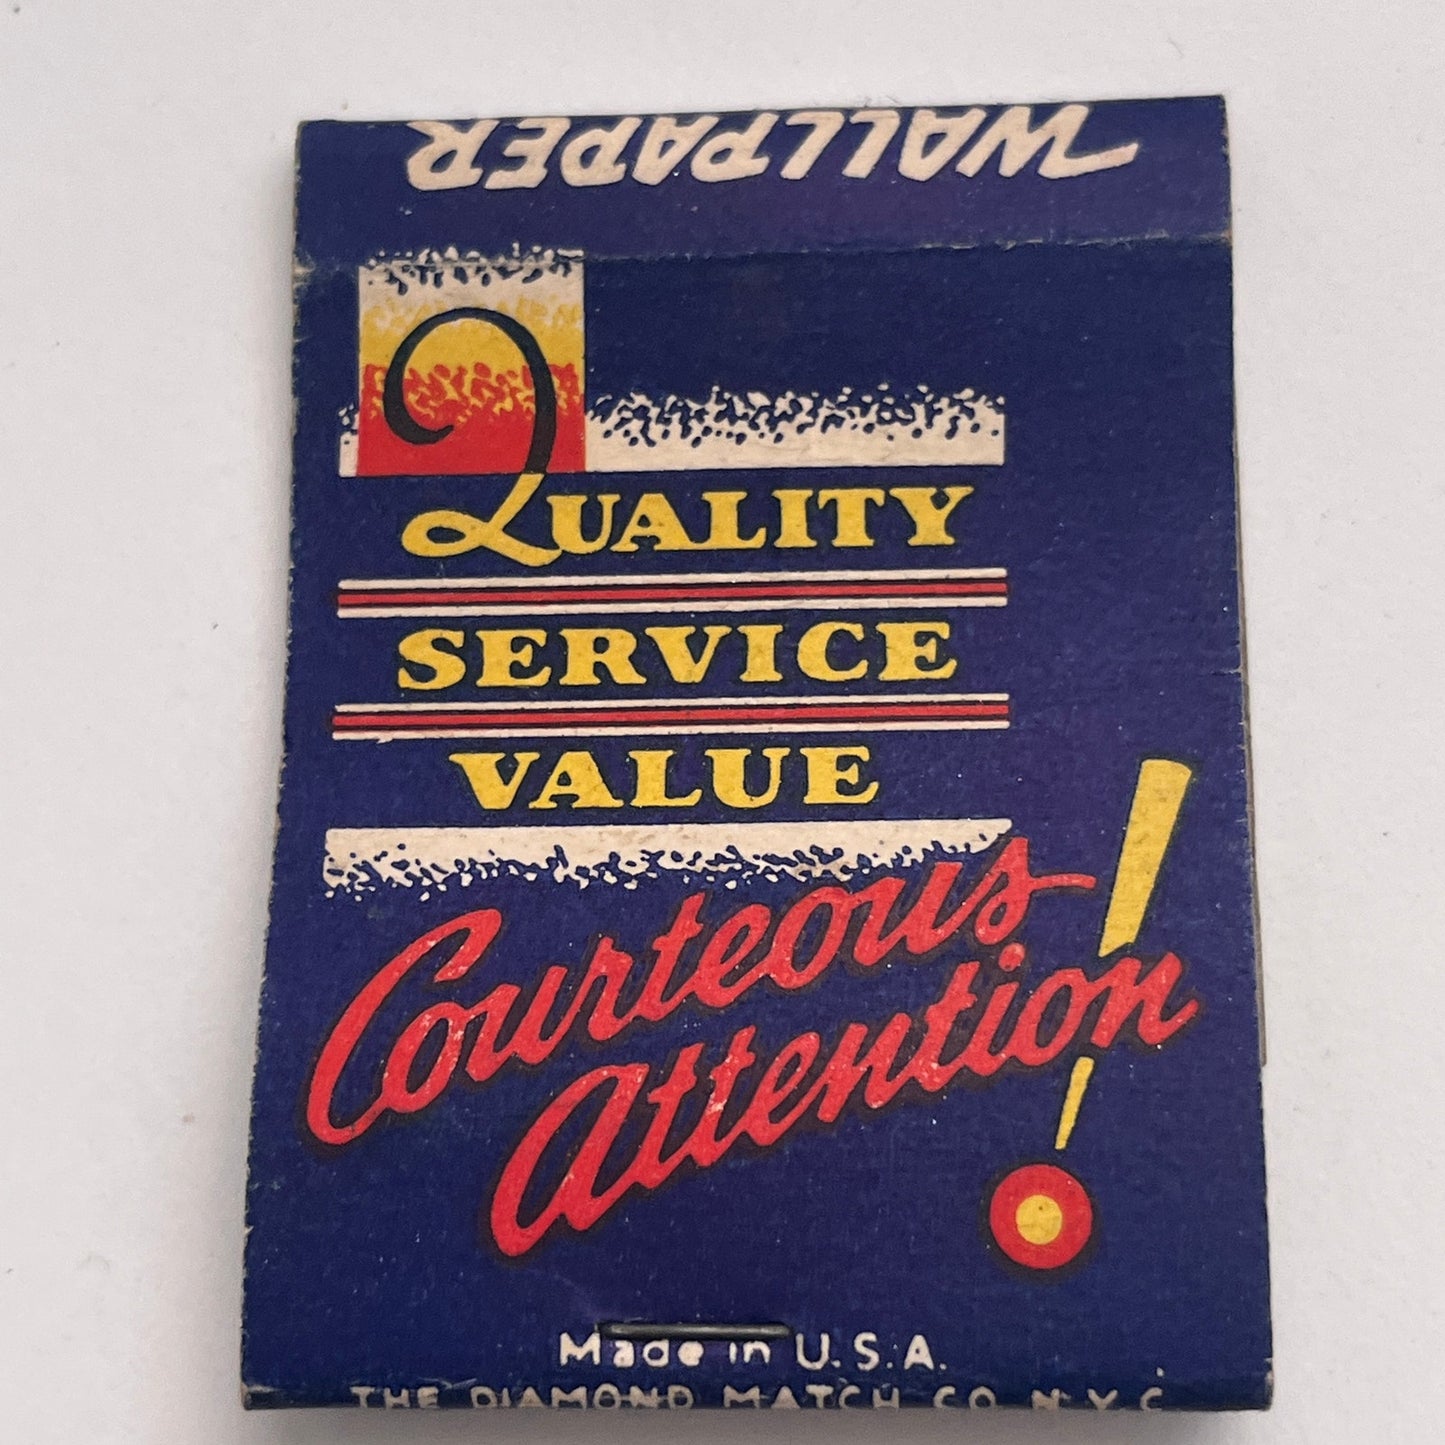 WALLPAPER
QUALITY
SERVICE
VALUE
Courteous
Attention!
Made in U.S.A.
THE DIAMOND MATCH CO. N.Y.C.